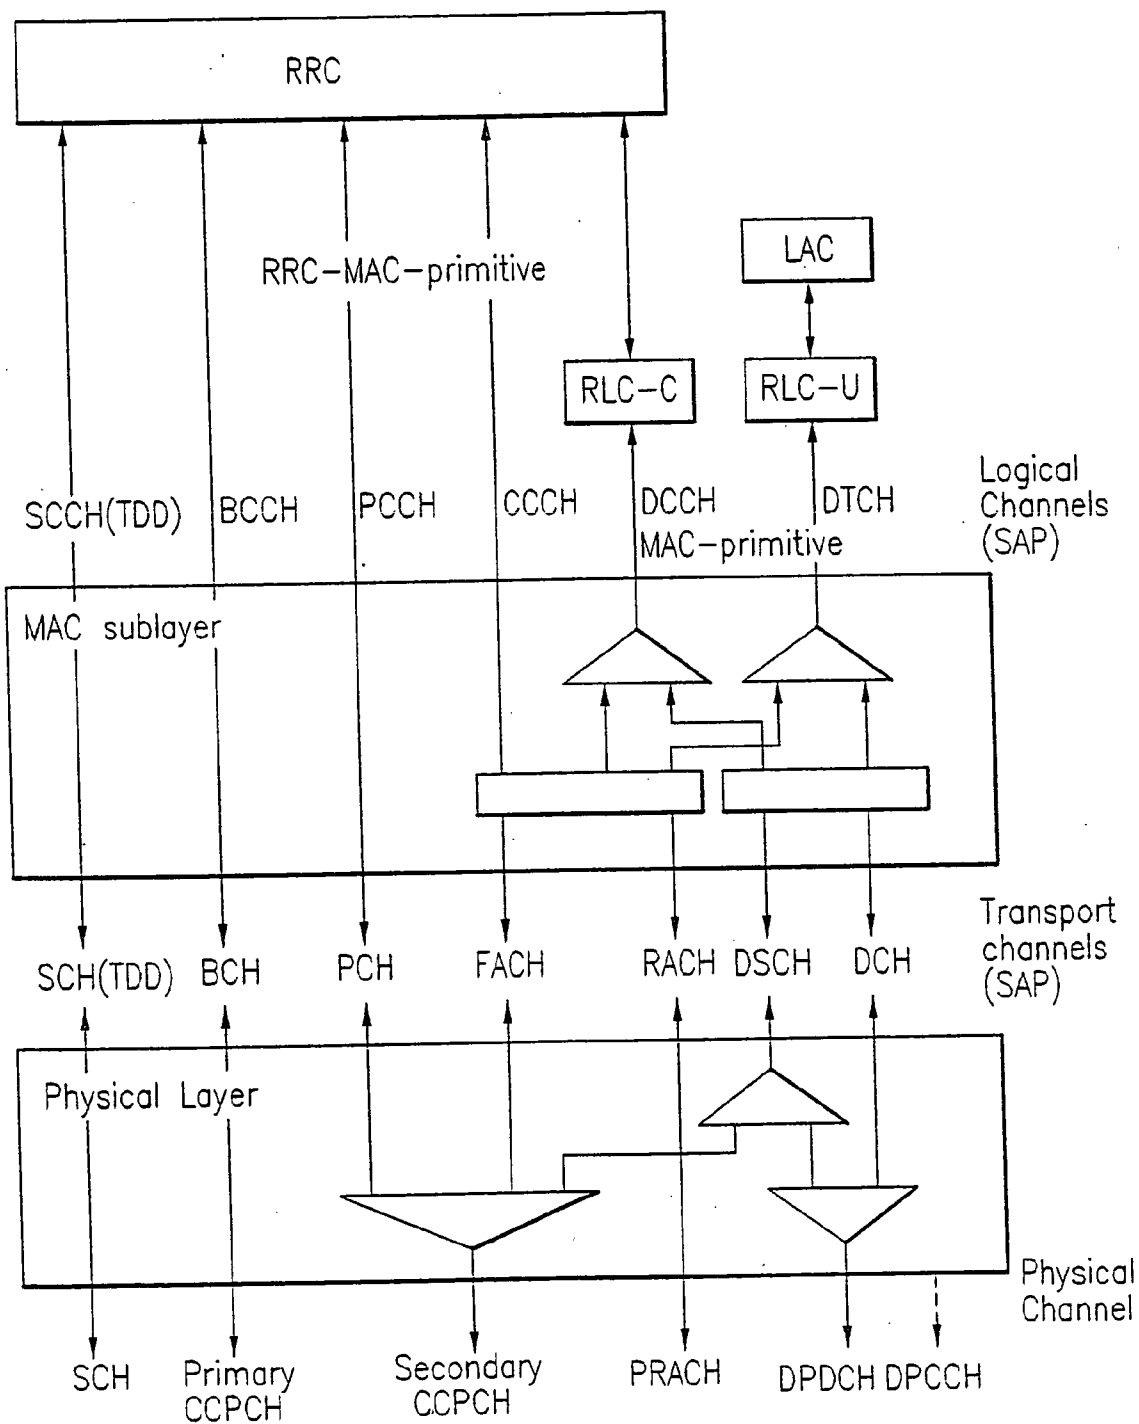 RRC
RRC-MAC-primitive
LAC
RLC-C
RLC-U
SCCH(TDD)
BCCH
PCCH
CCCH
DCCH
DTCH
MAC-primitive
Logical
Channels
(SAP)
MAC sublayer
SCH(TDD)
BCH
PCH
FACH
RACH
DSCH
DCH
Transport
channels
(SAP)
Physical Layer
Physical
Channel
SCH
Primary
CCPCH
Secondary
CCPCH
PRACH
DPDCH
DPCCH